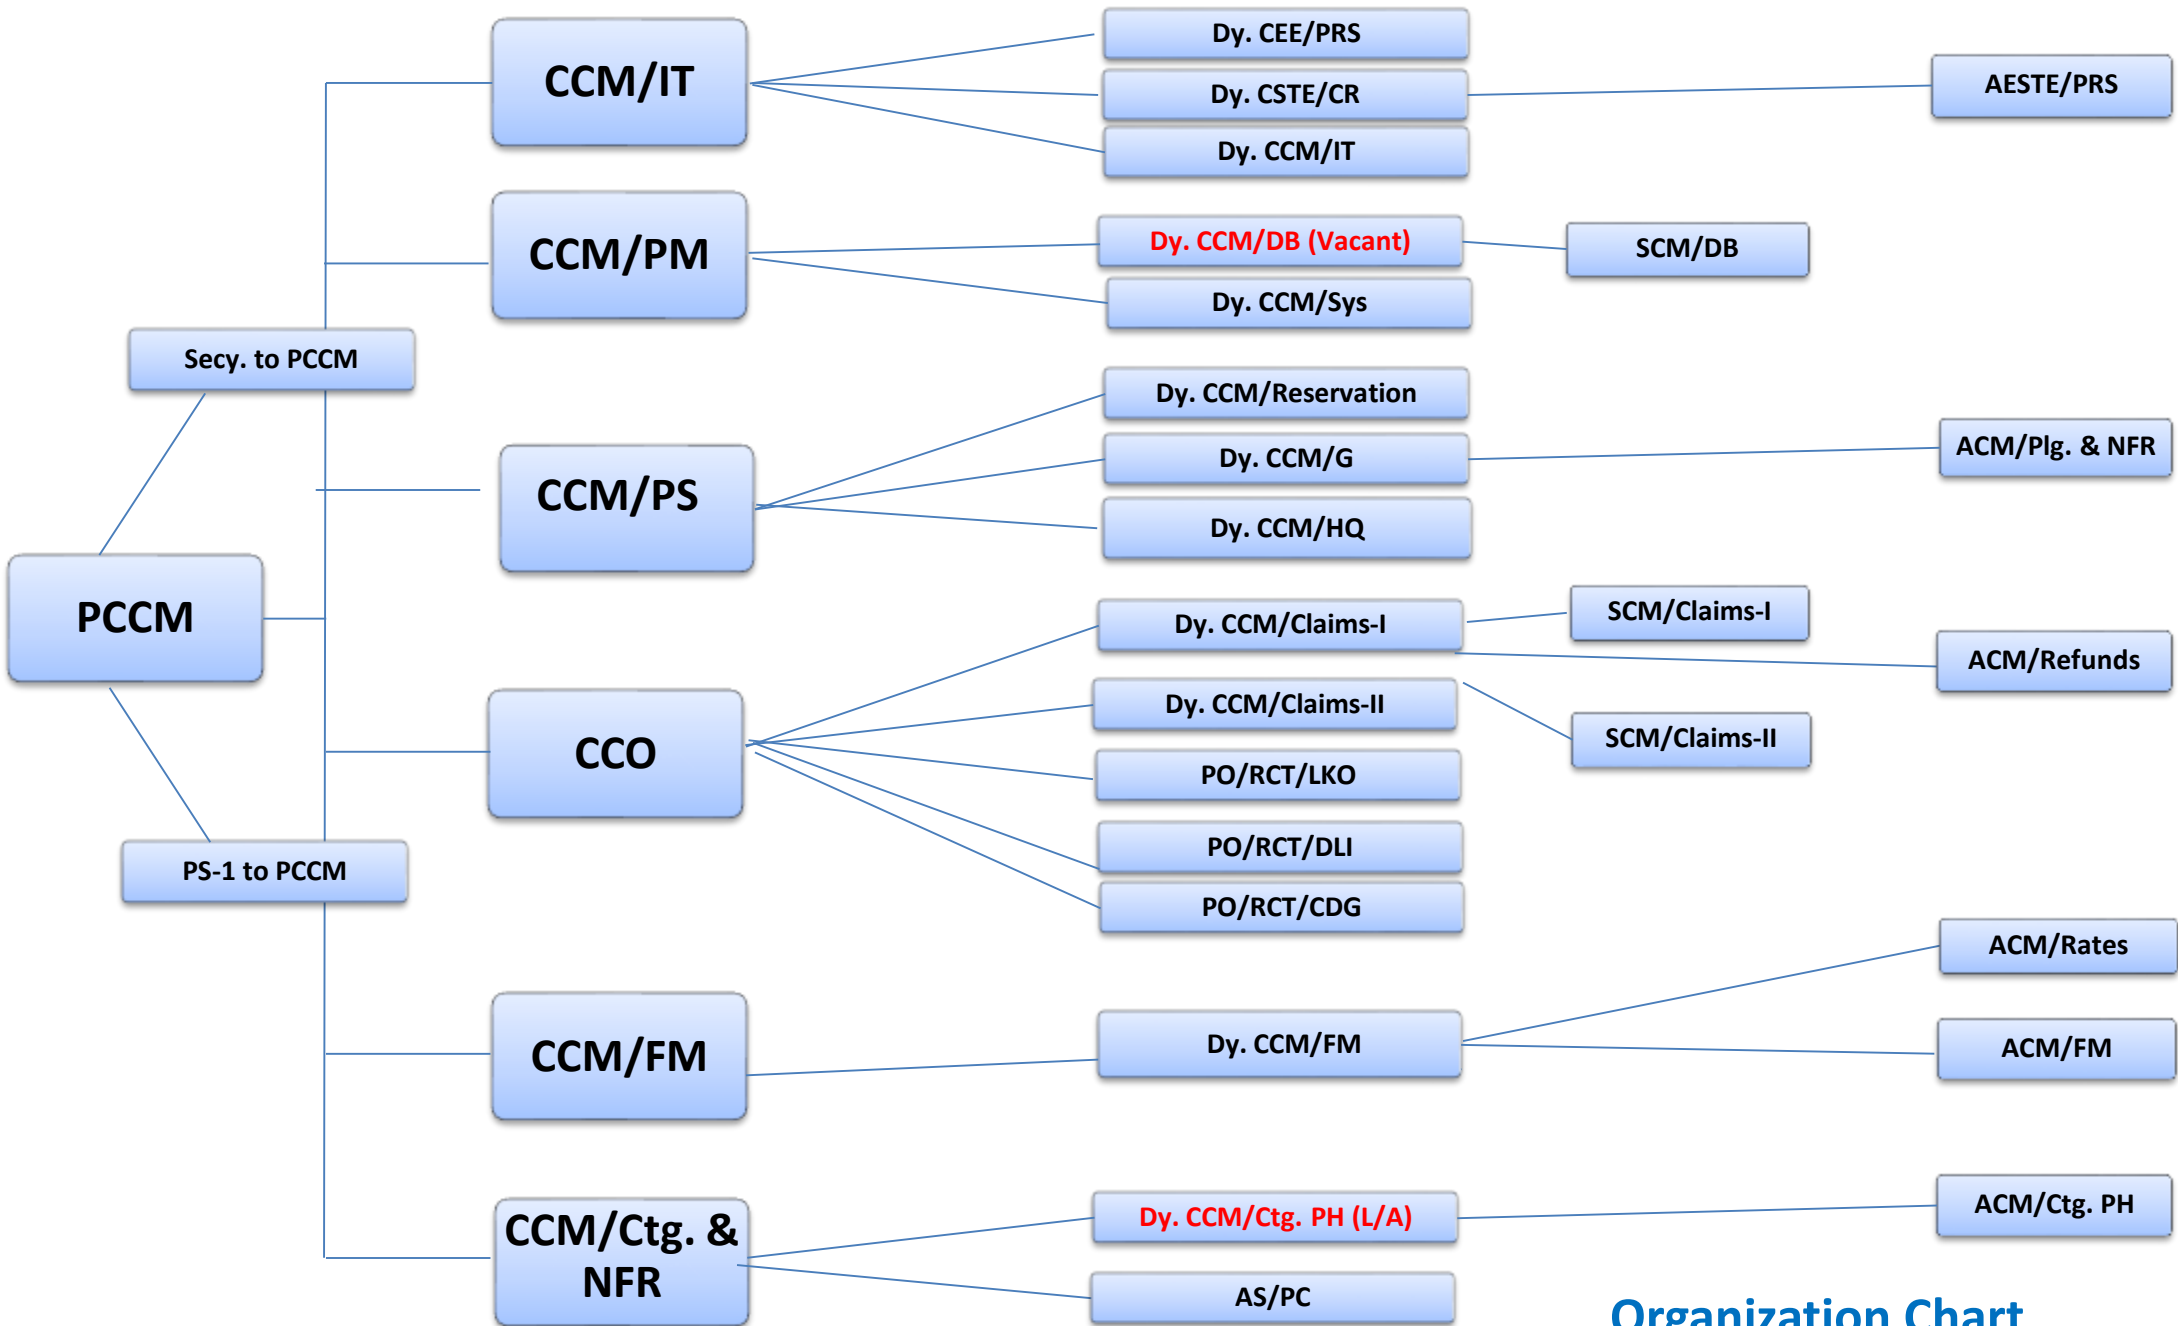 CCM/IT
Dy. CEE/PRS
Dy. CSTE/CR
AESTE/PRS
Dy. CCM/IT
CCM/PM
Dy. CCM/DB (Vacant)
SCM/DB
Dy. CCM/Sys
Secy. to PCCM
CCM/PS
Dy. CCM/Reservation
Dy. CCM/G
ACM/Plg. & NFR
Dy. CCM/HQ
PCCM
CCO
Dy. CCM/Claims-I
SCM/Claims-I
ACM/Refunds
Dy. CCM/Claims-II
SCM/Claims-II
PO/RCT/LKO
PO/RCT/DLI
PO/RCT/CDG
PS-1 to PCCM
CCM/FM
Dy. CCM/FM
ACM/Rates
ACM/FM
CCM/Ctg. &
NFR
Dy. CCM/Ctg. PH (L/A)
ACM/Ctg. PH
AS/PC
Organization Chart